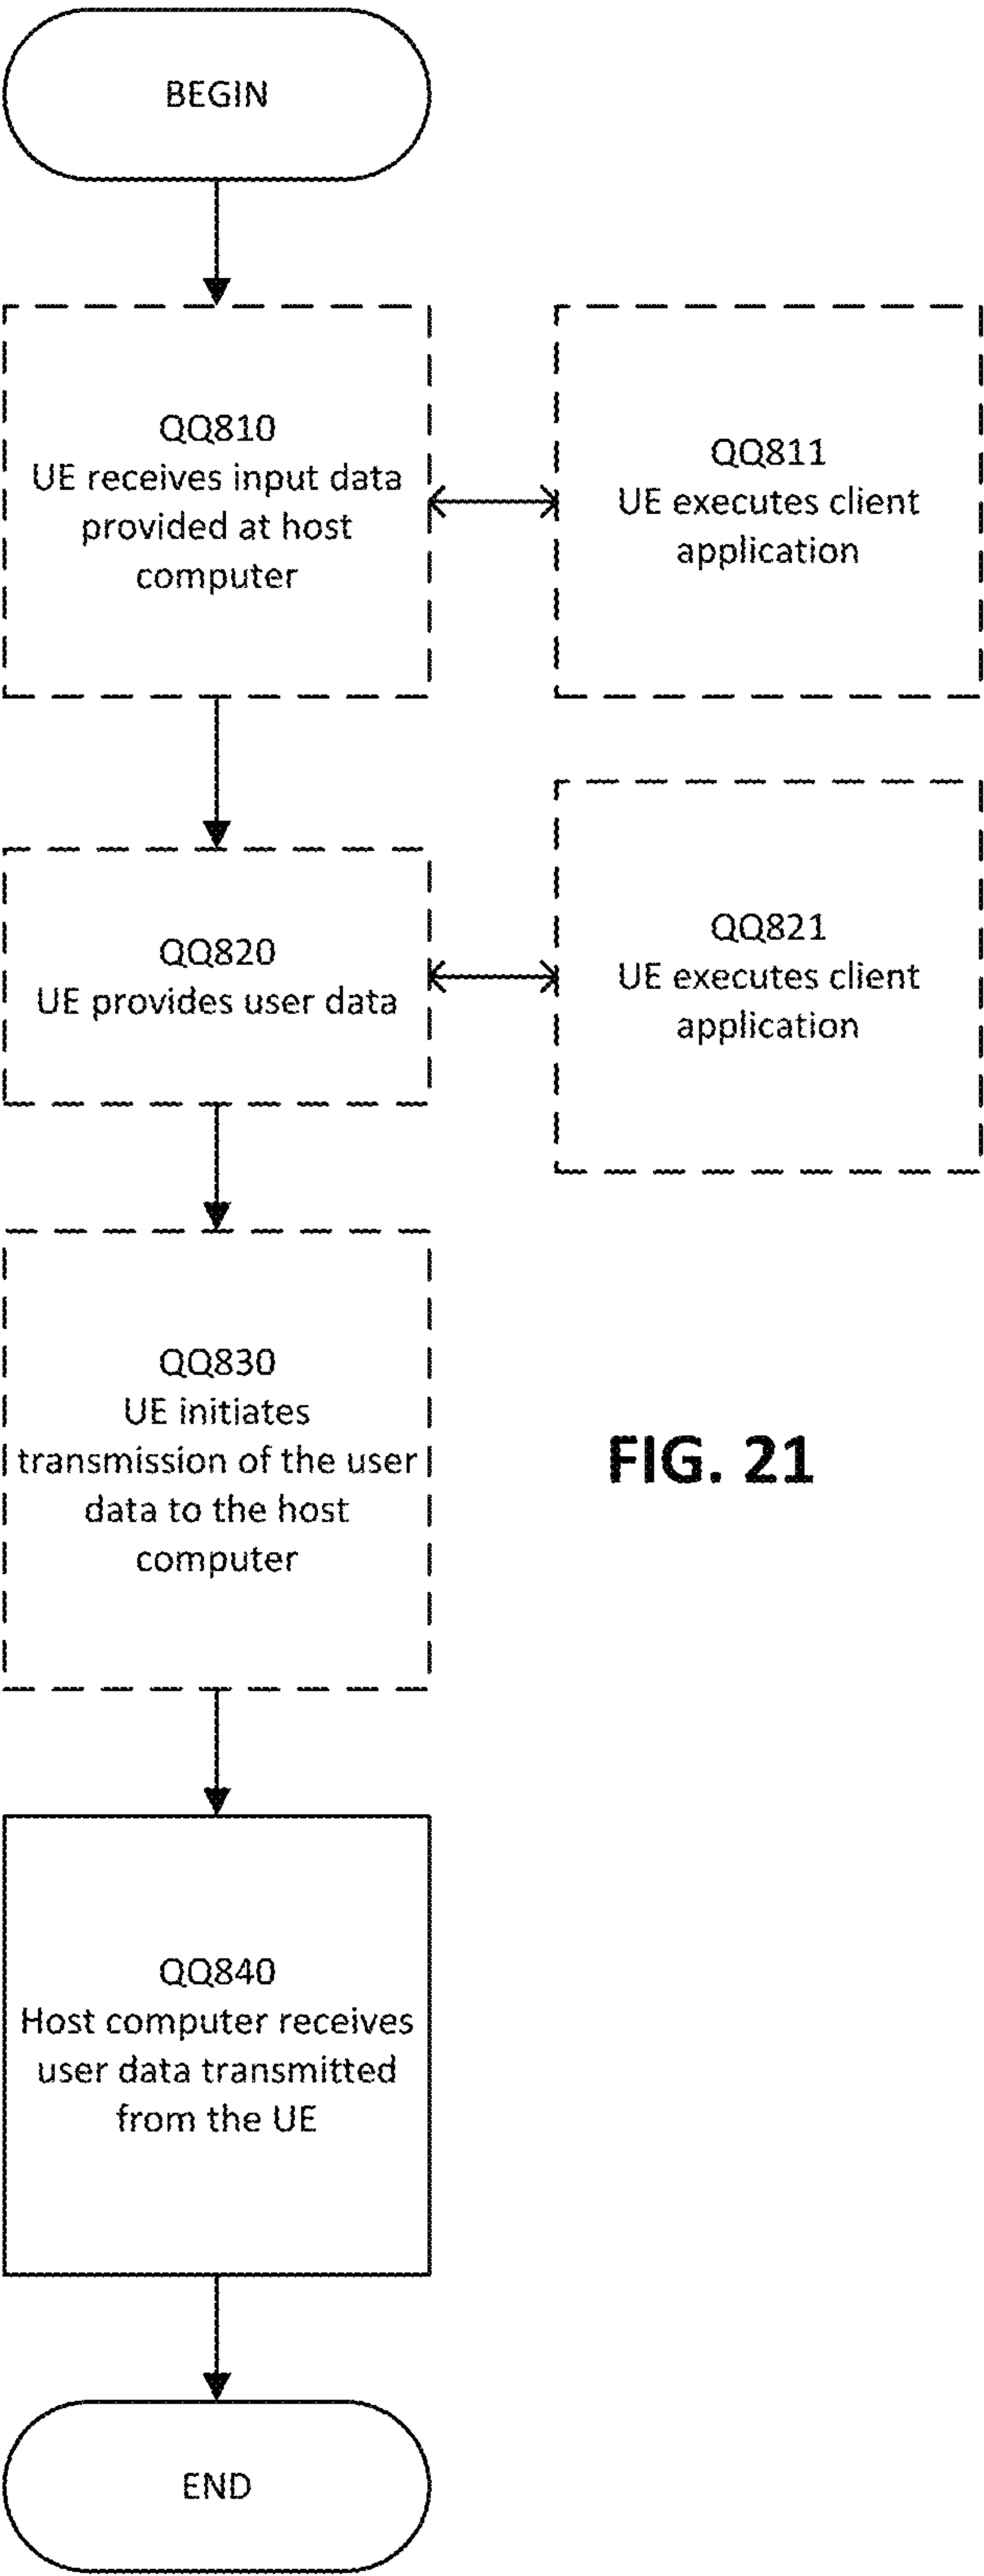 BEGIN
QQ810
UE receives input data
provided at host
computer
QQ811
UE executes client
application
QQ820
UE provides user data
QQ821
UE executes client
application
QQ830
UE initiates
transmission of the user
data to the host
computer
FIG. 21
QQ840
Host computer receives
user data transmitted
from the UE
END